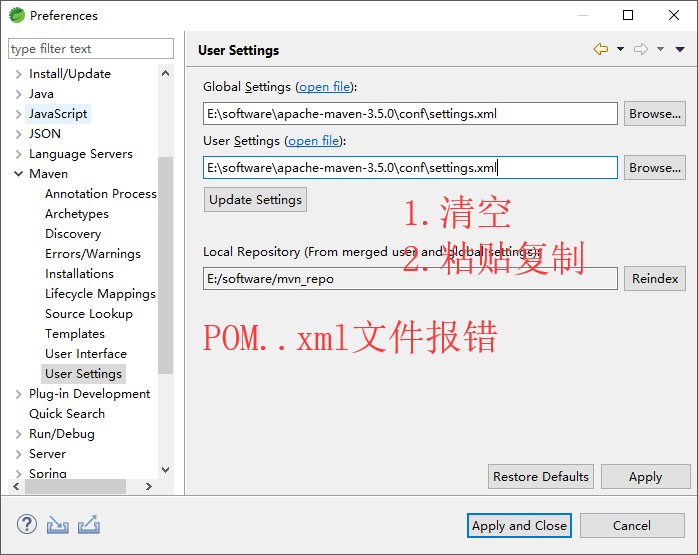 Preferences
type filter text
User Settings
Install/Update
Java
JavaScript
JSON
Language Servers
Maven
Annotation Process
Archetypes
Discovery
Errors/Warnings
Installations
Lifecycle Mappings
Source Lookup
Templates
User Interface
User Settings
Plug-in Development
Quick Search
Run/Debug
Server
Spring
Global Settings (open file):
E:\software\apache-maven-3.5.0\conf\settings.xml
Browse...
User Settings (open file):
E:\software\apache-maven-3.5.0\conf\settings.xml
Browse...
Update Settings
1.清空
Local Repository (From merged user and global settings):
2.粘贴复制
E:/software/mvn_repo
Reindex
POM..xml文件报错
Restore Defaults
Apply
Apply and Close
Cancel